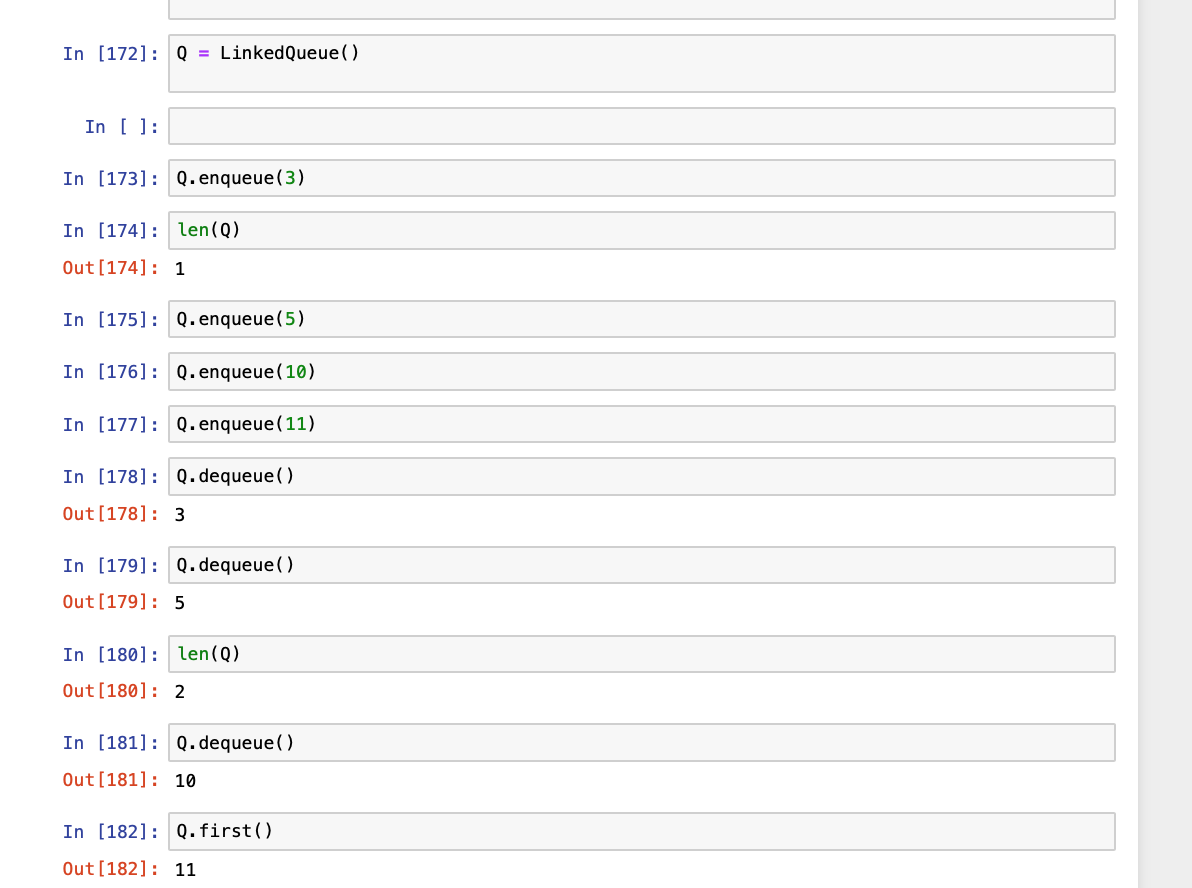 In [172]: Q = LinkedQueue()
In [ ]:
In [173]: Q.enqueue(3)
In [174]: len(Q)
Out[174]: 1
In [175]: Q.enqueue(5)
In [176]: Q.enqueue(10)
In [177]: Q.enqueue(11)
In [178]: Q.dequeue()
Out[178]: 3
In [179]: Q.dequeue()
Out[179]: 5
In [180]: len(Q)
Out[180]: 2
In [181]: Q.dequeue()
Out[181]: 10
In [182]: Q.first()
Out[182]: 11